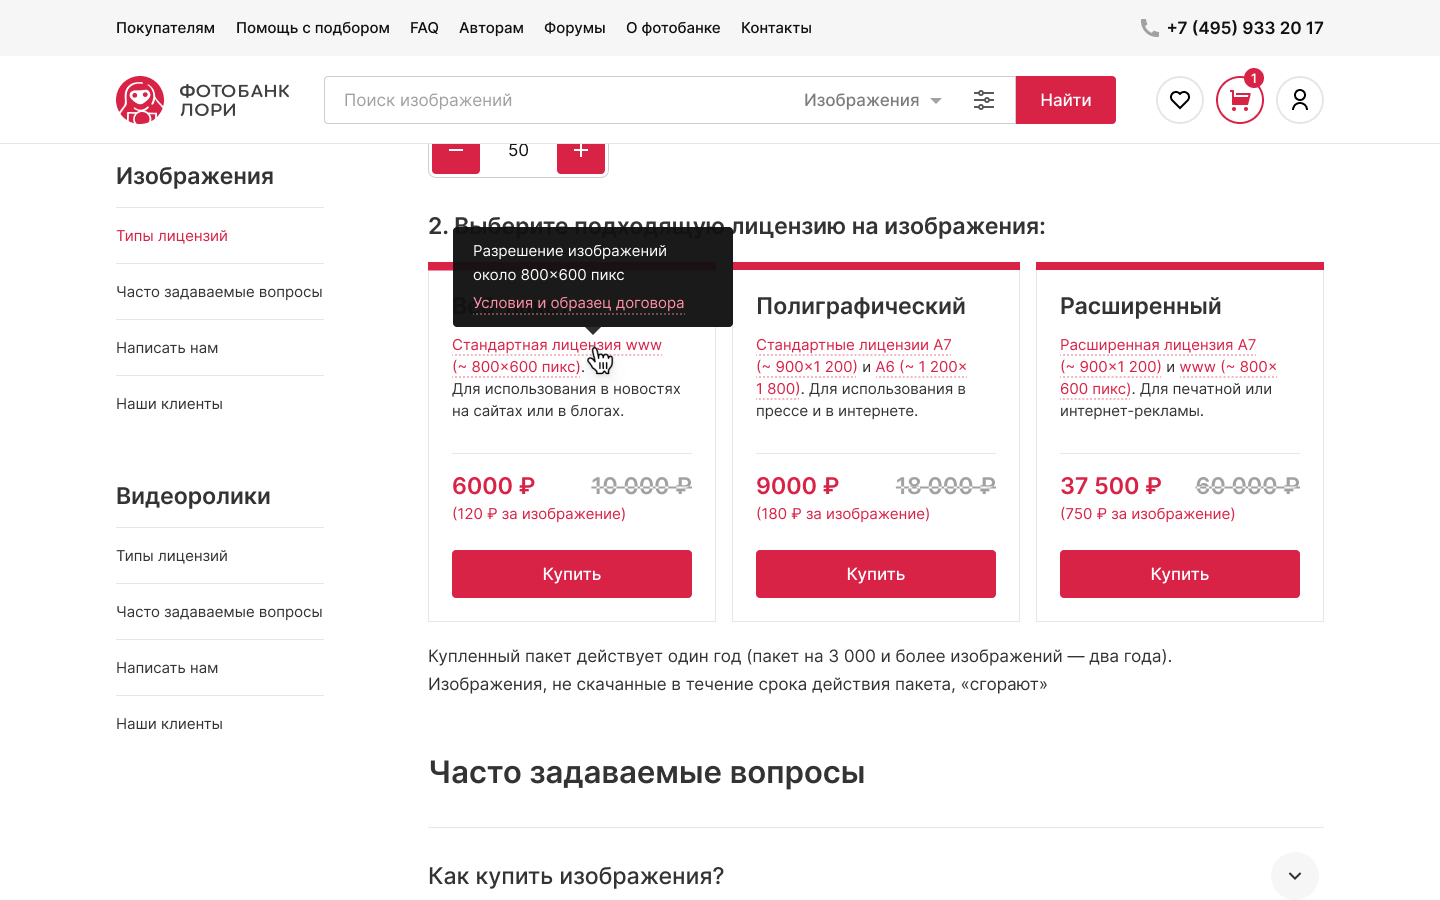 Покупателям Помощь с подбором FAQ Авторам Форумы О фотобанке Контакты +7 (495) 933 20 17
ФОТОБАНК
ЛОРИ
Поиск изображений Изображения Найти 1
50
Изображения
Типы лицензий
Часто задаваемые вопросы
Написать нам
Наши клиенты
Видеоролики
Типы лицензий
Часто задаваемые вопросы
Написать нам
Наши клиенты
2. Выберите подходящую лицензию на изображения:
Разрешение изображений
около 800×600 пикс
Условия и образец договора
Стандартная лицензия www
(~ 800×600 пикс).
Для использования в новостях
на сайтах или в блогах.
6000 ₽ 10 000 ₽
(120 ₽ за изображение)
Купить
Полиграфический
Стандартные лицензии А7
(~ 900×1 200) и А6 (~ 1 200×
1 800). Для использования в
прессе и в интернете.
9000 ₽ 18 000 ₽
(180 ₽ за изображение)
Купить
Расширенный
Расширенная лицензия А7
(~ 900×1 200) и www (~ 800×
600 пикс). Для печатной или
интернет-рекламы.
37 500 ₽ 60 000 ₽
(750 ₽ за изображение)
Купить
Купленный пакет действует один год (пакет на 3 000 и более изображений — два года).
Изображения, не скачанные в течение срока действия пакета, «сгорают»
Часто задаваемые вопросы
Как купить изображения?